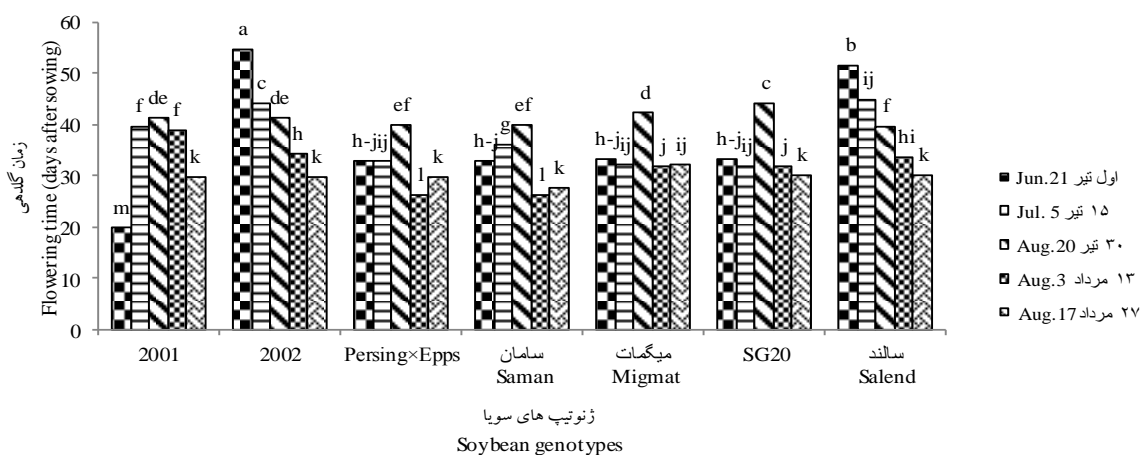 زمان گلدهی
Flowering time (days after sowing)
60
50
40
30
20
10
0
m f de f k
a c de h k
h-j ij ef l k
h-j g ef l k
h-j ij d j ij
h-j ij c j k
b ij f hi k
2001 2002 Persing×Epps سامان میگمات SG20 سالند
Saman Migmat Salend
ژنوتیپ های سویا
Soybean genotypes
Jun.21 اول تیر
Jul. 5 ۱۵ تیر
Aug.20 ۳۰ تیر
Aug.3 ۱۳ مرداد
Aug.17 ۲۷ مرداد